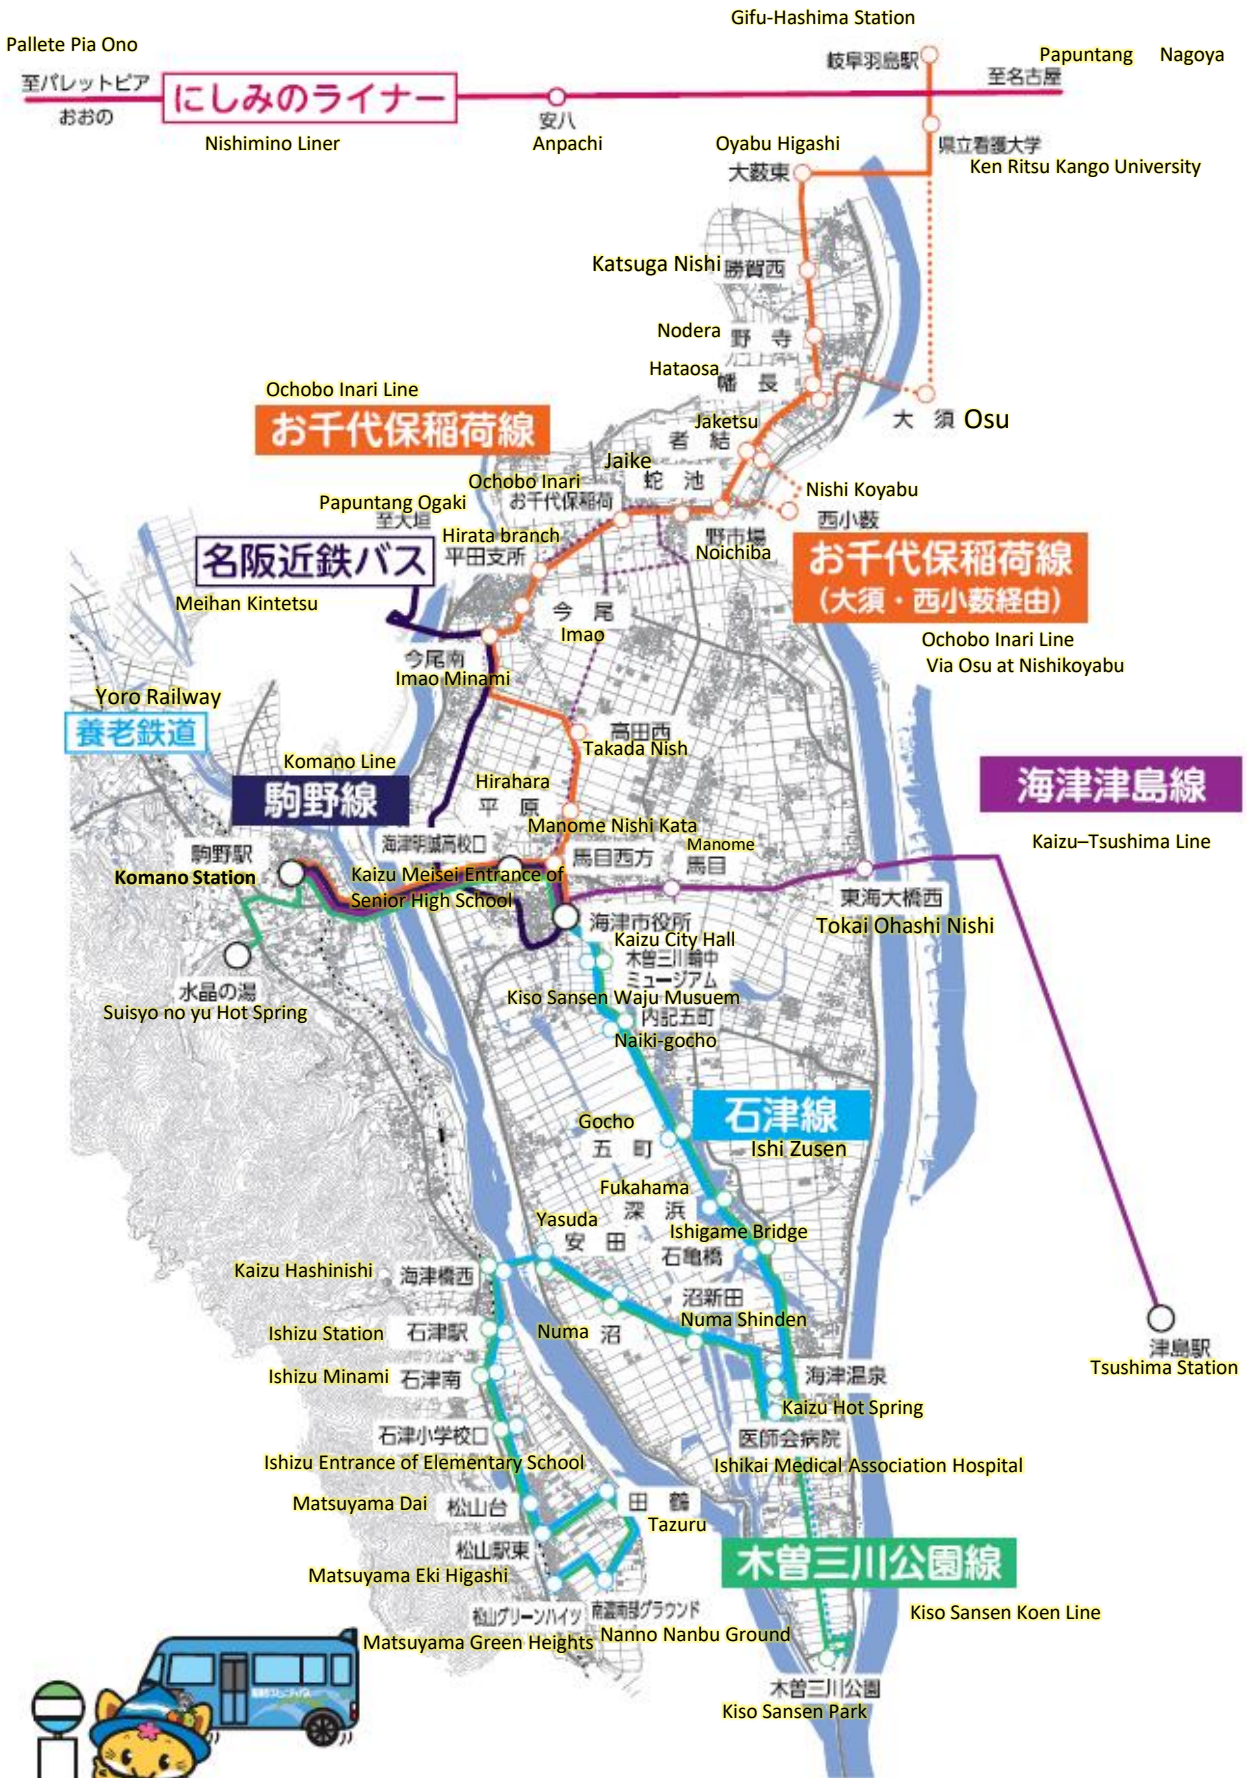 Gifu-Hashima Station
Pallete Pia Ono
岐阜羽島駅
Papuntang Nagoya
至パレットピア
おおの
にしみのライナー
至名古屋
安八
Nishimino Liner
Anpachi
Oyabu Higashi
県立看護大学
Ken Ritsu Kango University
大薮東
Katsuga Nishi
勝賀西
Nodera
野寺
Hataosa
幡長
Ochobo Inari Line
お千代保稲荷線
大須
Osu
Jaketsu
者結
Jaike
蛇池
Ochobo Inari
お千代保稲荷
Nishi Koyabu
西小薮
Papuntang Ogaki
至大垣
Hirata branch
平田支所
野市場
Noichiba
名阪近鉄バス
お千代保稲荷線
(大須・西小薮経由)
Meihan Kintetsu
今尾
Imao
Ochobo Inari Line
Via Osu at Nishikoyabu
今尾南
Imao Minami
Yoro Railway
養老鉄道
高田西
Takada Nish
Komano Line
駒野線
Hirahara
平原
海津津島線
Manome Nishi Kata
Kaizu–Tsushima Line
海津明誠高校口
馬目西方
Manome
馬目
駒野駅
Komano Station
Kaizu Meisei Entrance of
Senior High School
東海大橋西
Tokai Ohashi Nishi
海津市役所
Kaizu City Hall
木曽三川輪中
ミュージアム
水晶の湯
Suisyo no yu Hot Spring
Kiso Sansen Waju Musuem
内記五町
Naiki-gocho
石津線
Ishi Zusen
Gocho
五町
Fukahama
深浜
Yasuda
安田
Ishigame Bridge
石亀橋
Kaizu Hashinishi
海津橋西
沼新田
Numa Shinden
Ishizu Station
石津駅
Numa
沼
津島駅
Tsushima Station
Ishizu Minami
石津南
海津温泉
Kaizu Hot Spring
石津小学校口
Ishizu Entrance of Elementary School
医師会病院
Ishikai Medical Association Hospital
Matsuyama Dai
松山台
田鶴
Tazuru
松山駅東
Matsuyama Eki Higashi
木曽三川公園線
Kiso Sansen Koen Line
松山グリーンハイツ
南濃南部グラウンド
Matsuyama Green Heights
Nanno Nanbu Ground
木曽三川公園
Kiso Sansen Park